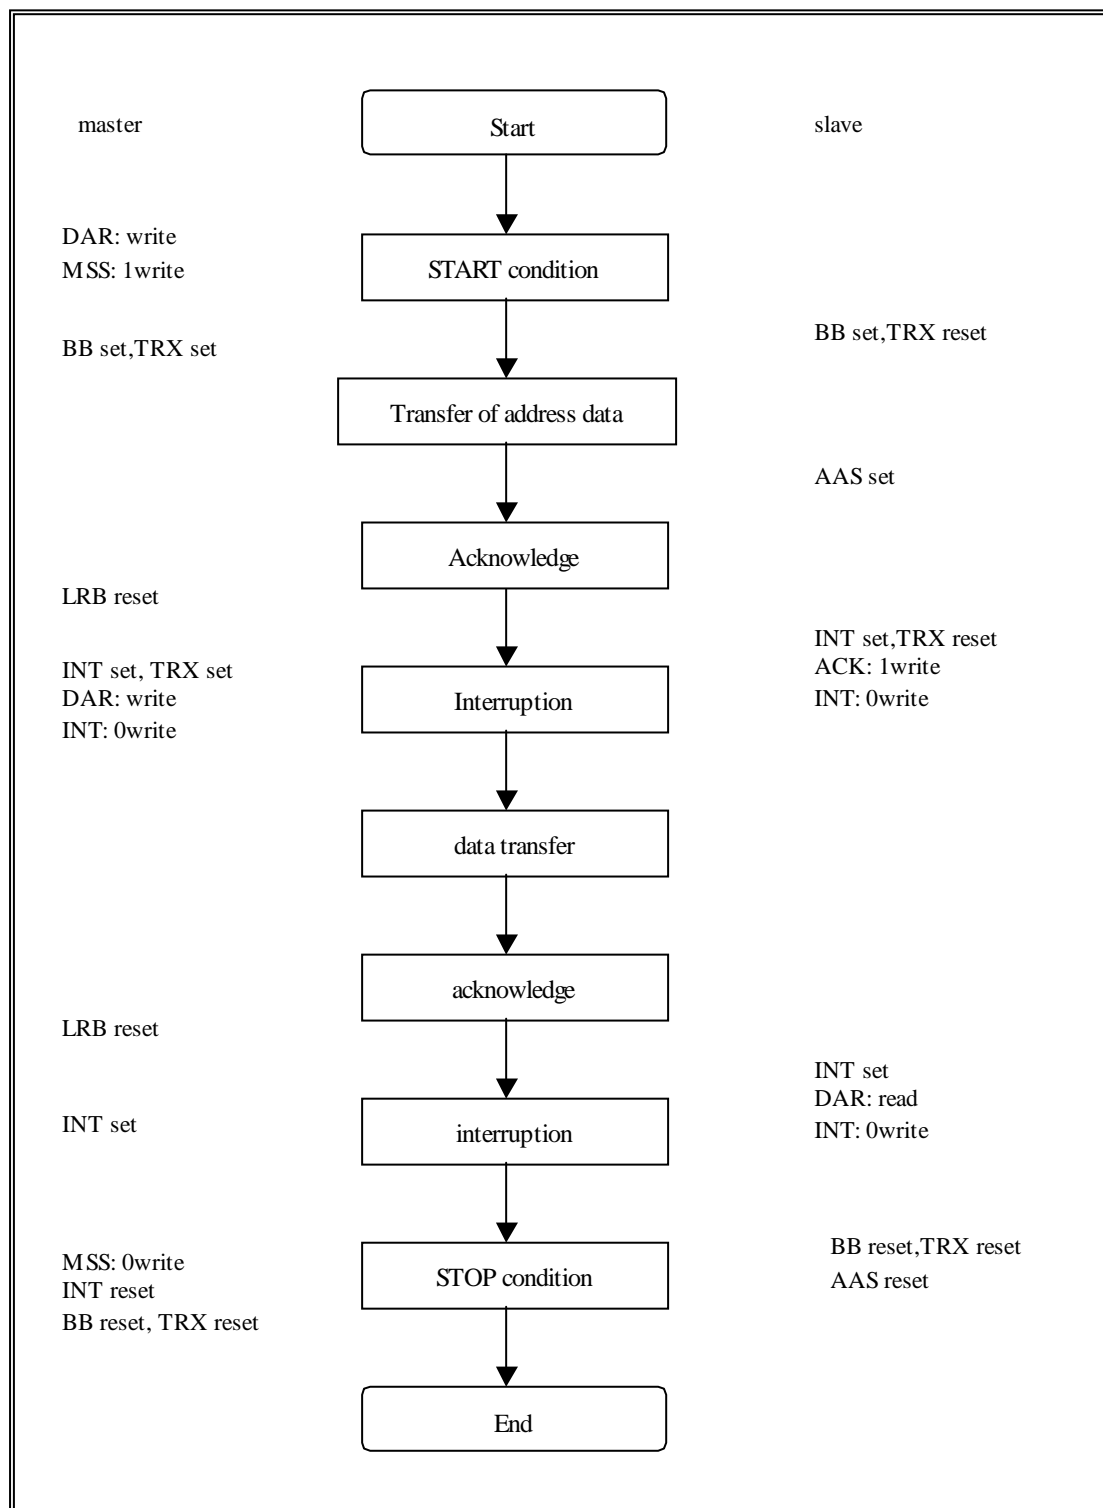 master
Start
slave
DAR: write
MSS: 1write
START condition
BB set,TRX set
BB set,TRX reset
Transfer of address data
AAS set
Acknowledge
LRB reset
INT set, TRX set
DAR: write
INT: 0write
Interruption
INT set,TRX reset
ACK: 1write
INT: 0write
data transfer
acknowledge
LRB reset
INT set
interruption
INT set
DAR: read
INT: 0write
MSS: 0write
INT reset
BB reset, TRX reset
STOP condition
BB reset,TRX reset
AAS reset
End